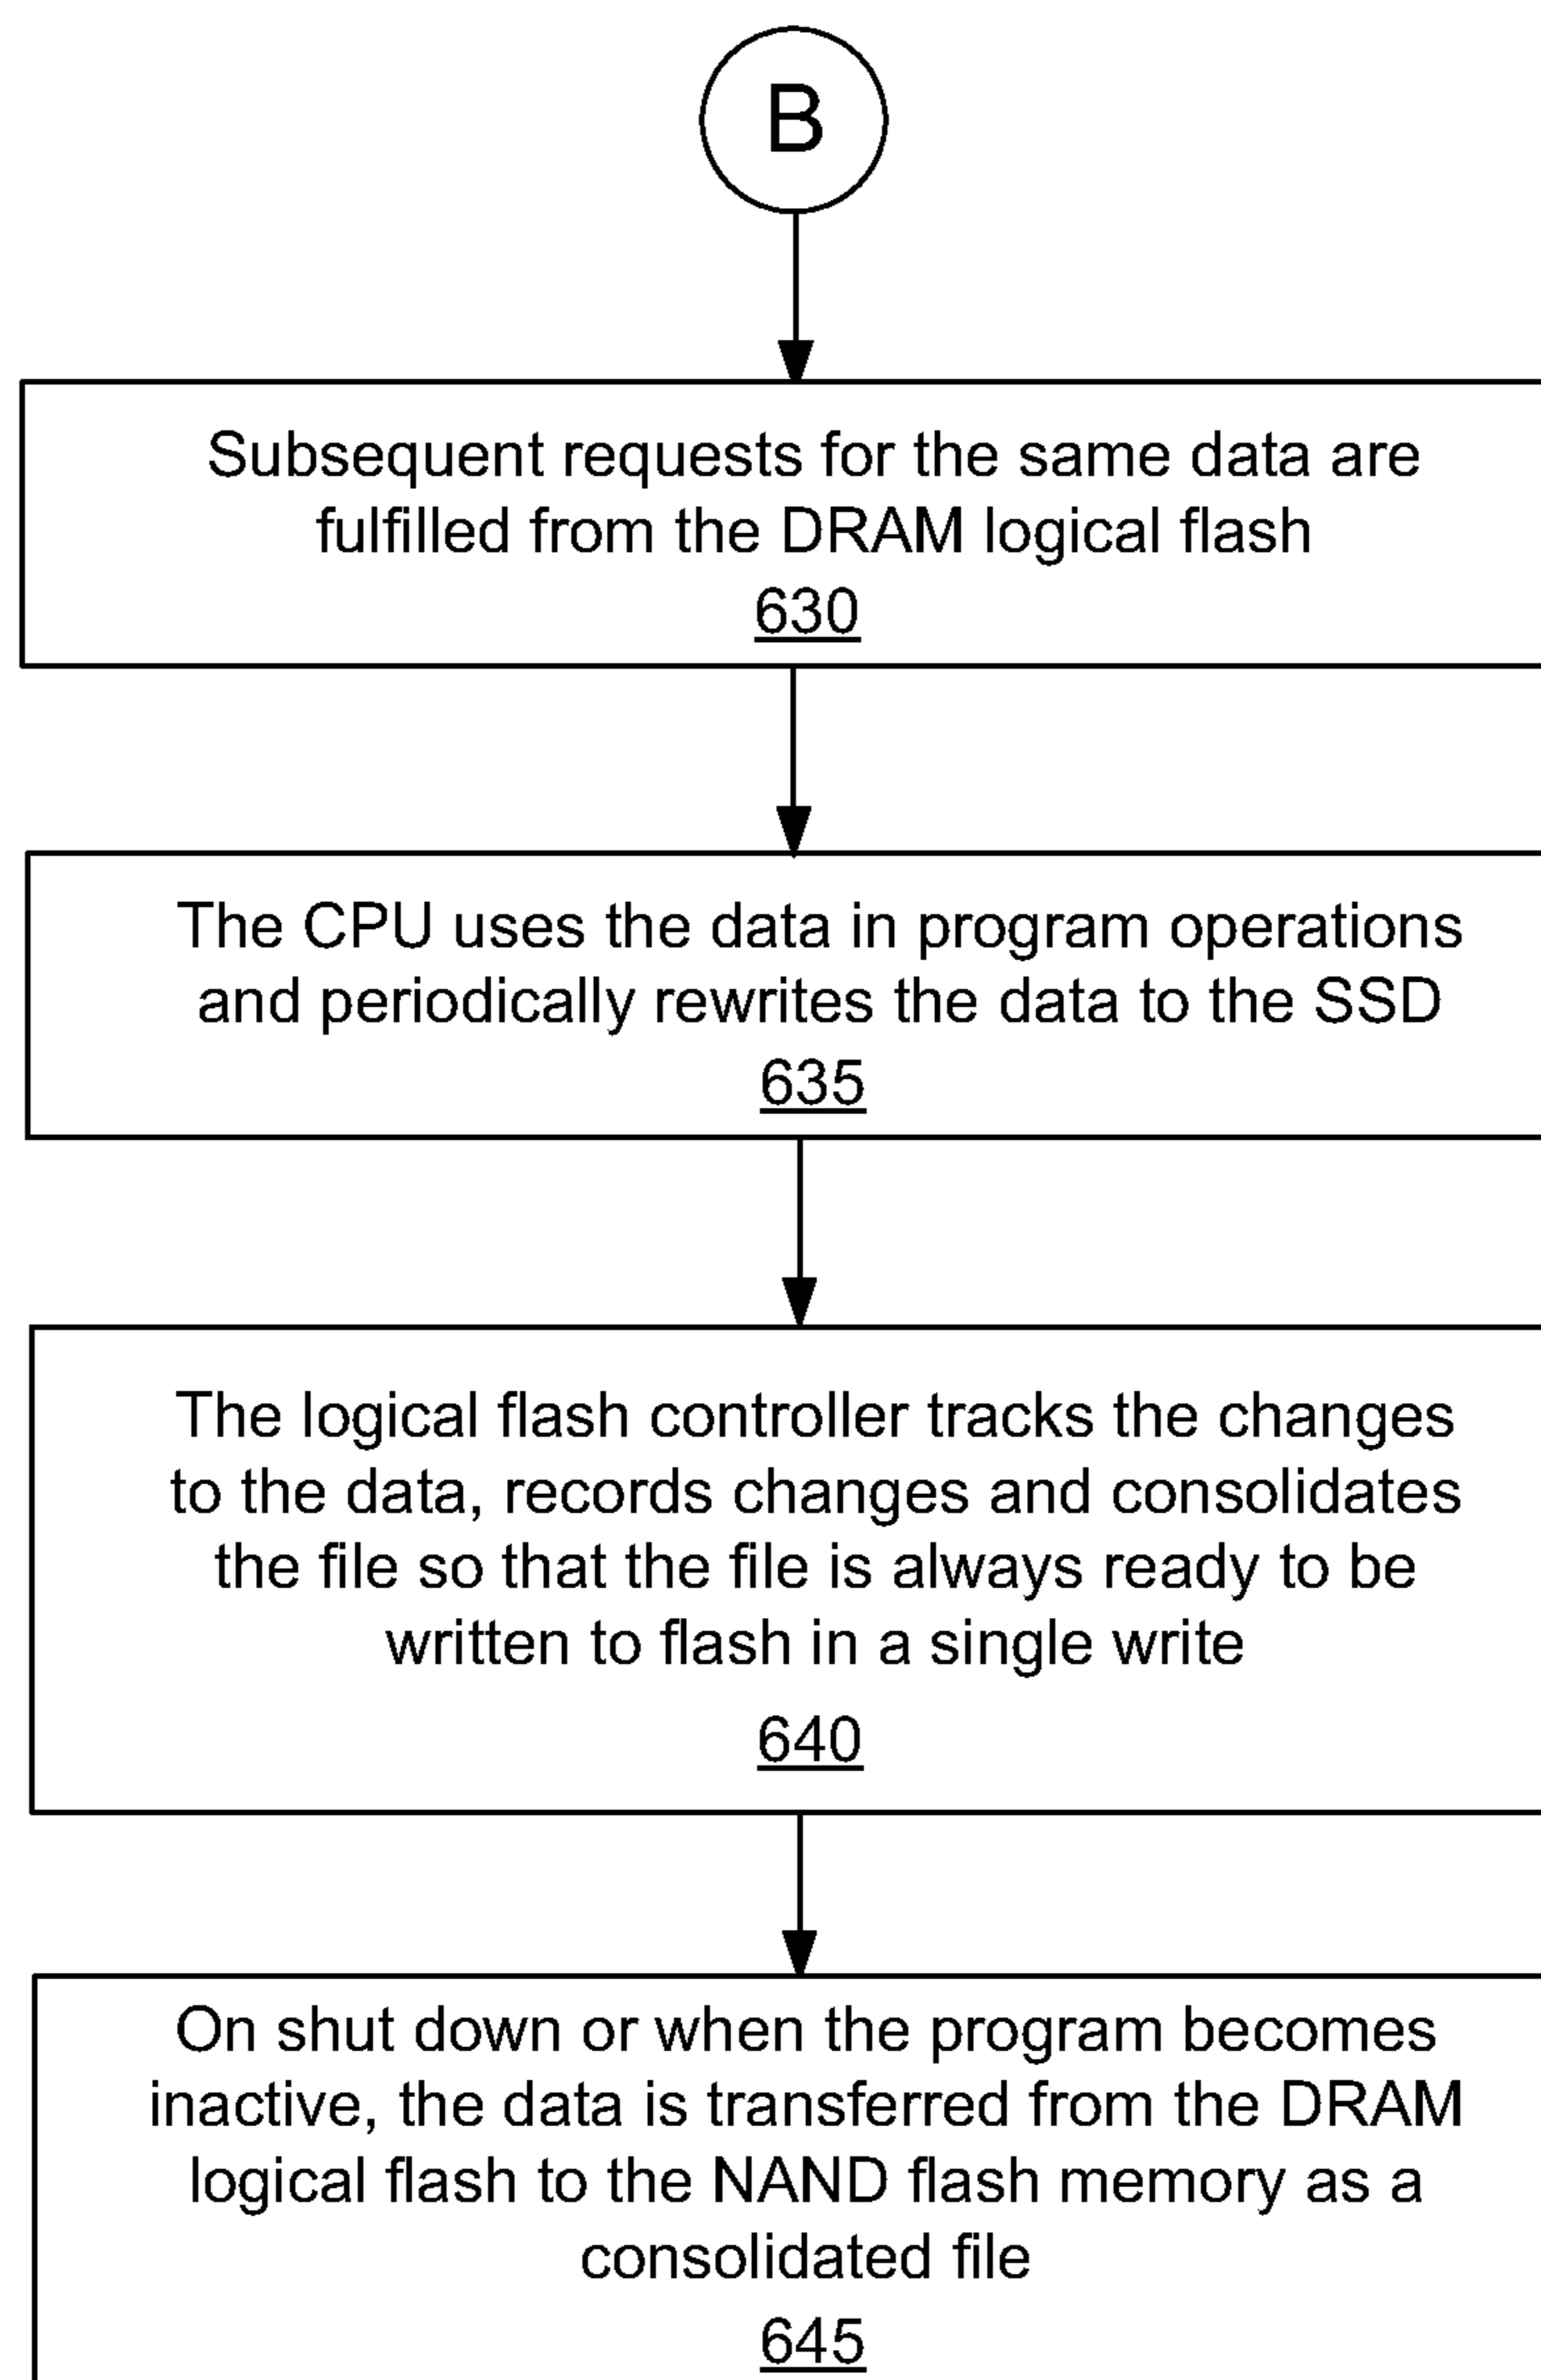 B
Subsequent requests for the same data are
fulfilled from the DRAM logical flash
630
The CPU uses the data in program operations
and periodically rewrites the data to the SSD
635
The logical flash controller tracks the changes
to the data, records changes and consolidates
the file so that the file is always ready to be
written to flash in a single write
640
On shut down or when the program becomes
inactive, the data is transferred from the DRAM
logical flash to the NAND flash memory as a
consolidated file
645